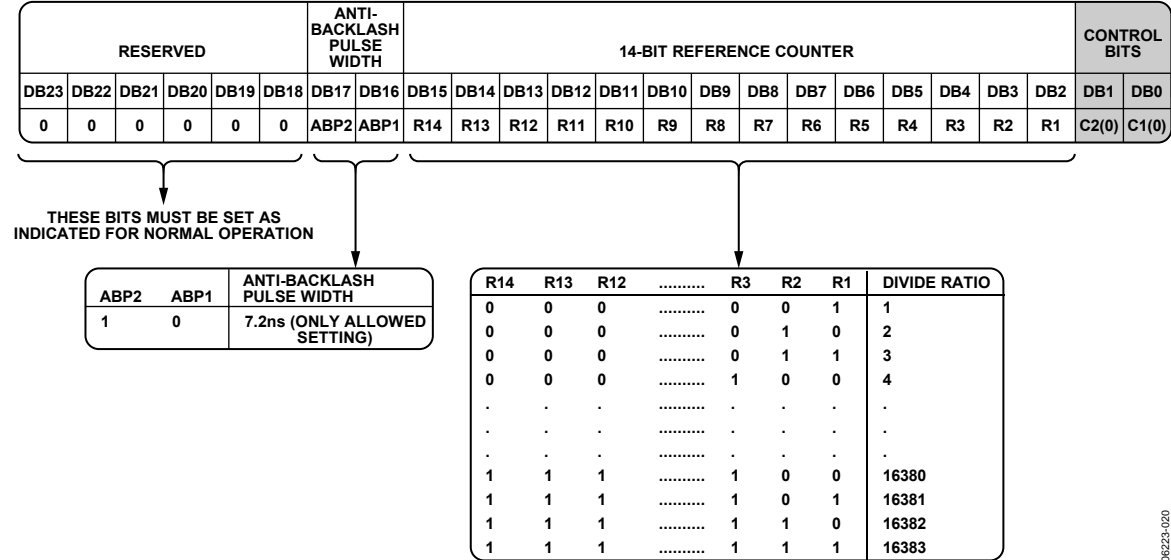 RESERVED
ANTI-
BACKLASH
PULSE
WIDTH
14-BIT REFERENCE COUNTER
CONTROL
BITS
DB23 DB22 DB21 DB20 DB19 DB18 DB17 DB16 DB15 DB14 DB13 DB12 DB11 DB10 DB9 DB8 DB7 DB6 DB5 DB4 DB3 DB2 DB1 DB0
0 0 0 0 0 0 ABP2 ABP1 R14 R13 R12 R11 R10 R9 R8 R7 R6 R5 R4 R3 R2 R1 C2(0) C1(0)
THESE BITS MUST BE SET AS
INDICATED FOR NORMAL OPERATION
ABP2 ABP1 ANTI-BACKLASH
PULSE WIDTH
1 0 7.2ns (ONLY ALLOWED
SETTING)
R14 R13 R12 .......... R3 R2 R1 DIVIDE RATIO
0 0 0 .......... 0 0 1 1
0 0 0 .......... 0 1 0 2
0 0 0 .......... 0 1 1 3
0 0 0 .......... 1 0 0 4
. . . .......... . . . .
. . . .......... . . . .
. . . .......... . . . .
1 1 1 .......... 1 0 0 16380
1 1 1 .......... 1 0 1 16381
1 1 1 .......... 1 1 0 16382
1 1 1 .......... 1 1 1 16383
06223-020